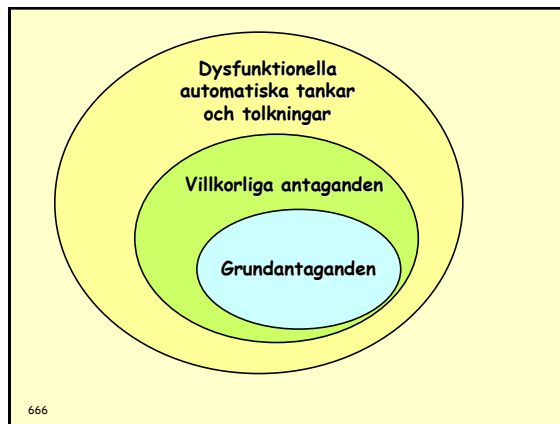 Dysfunktionella
automatiska tankar
och tolkningar
Villkorliga antaganden
Grundantaganden
666